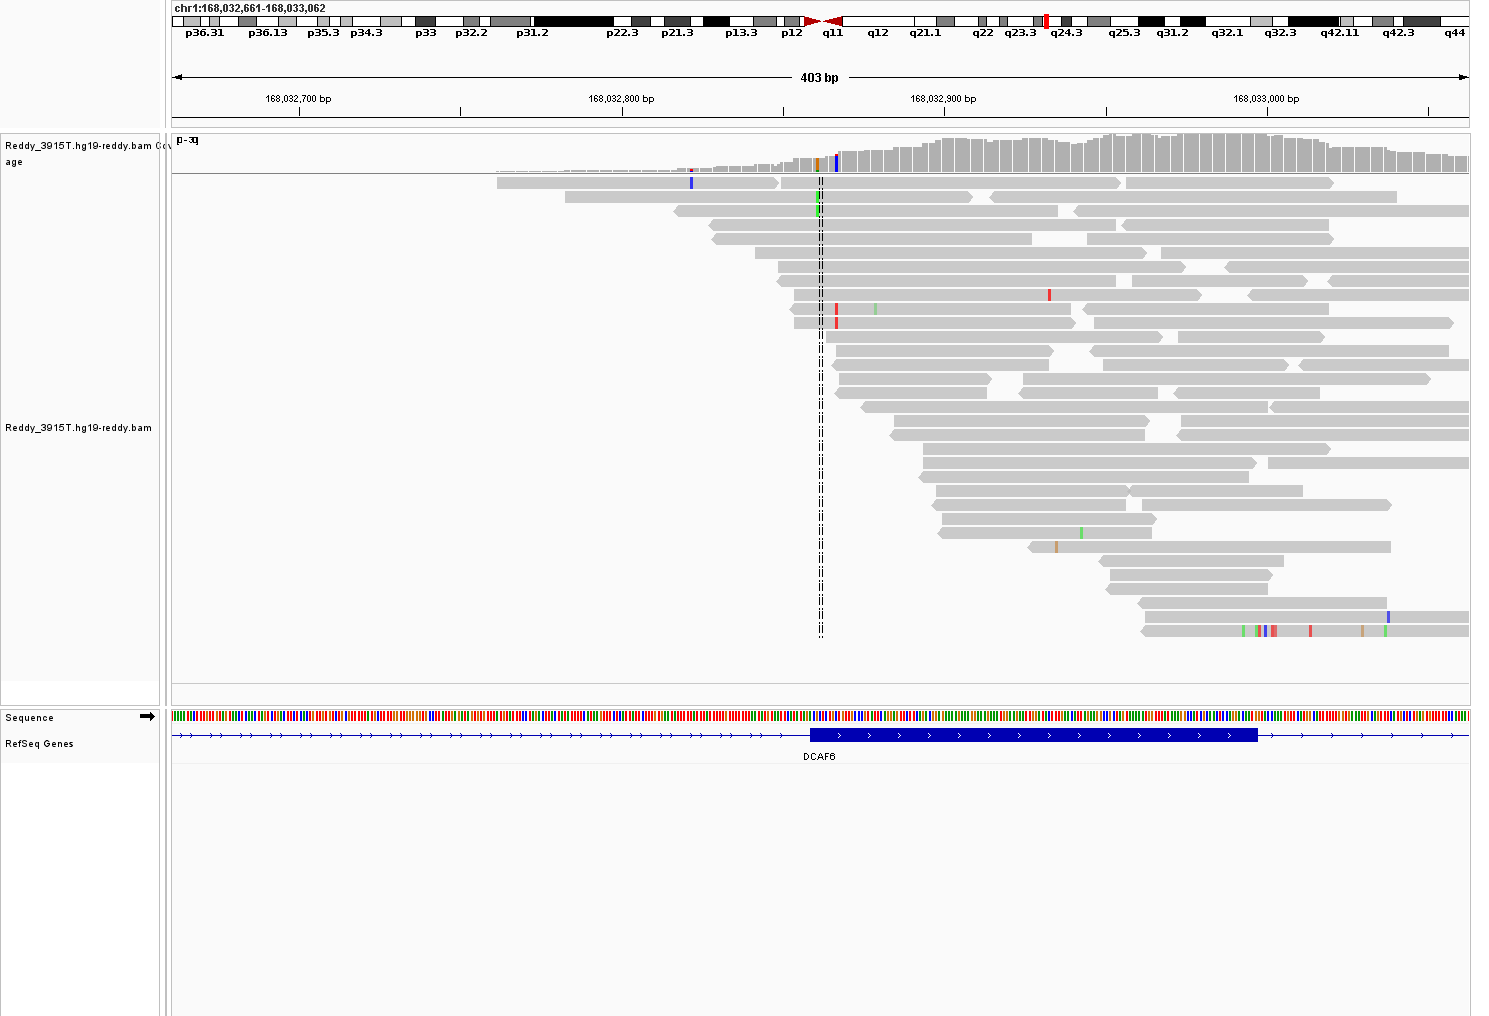 chr1:168,032,661-168,033,062
p36.31 p36.13 p35.3 p34.3 p33 p32.2 p31.2 p22.3 p21.3 p13.3 p12 q11 q12 q21.1 q22 q23.3 q24.3 q25.3 q31.2 q32.1 q32.3 q42.11 q42.3 q44
403 bp
168,032,700 bp 168,032,800 bp 168,032,900 bp 168,033,000 bp
Reddy_3915T.hg19-reddy.bam Cov
age
[0 - 30]
Reddy_3915T.hg19-reddy.bam
Sequence
RefSeq Genes
DCAF6